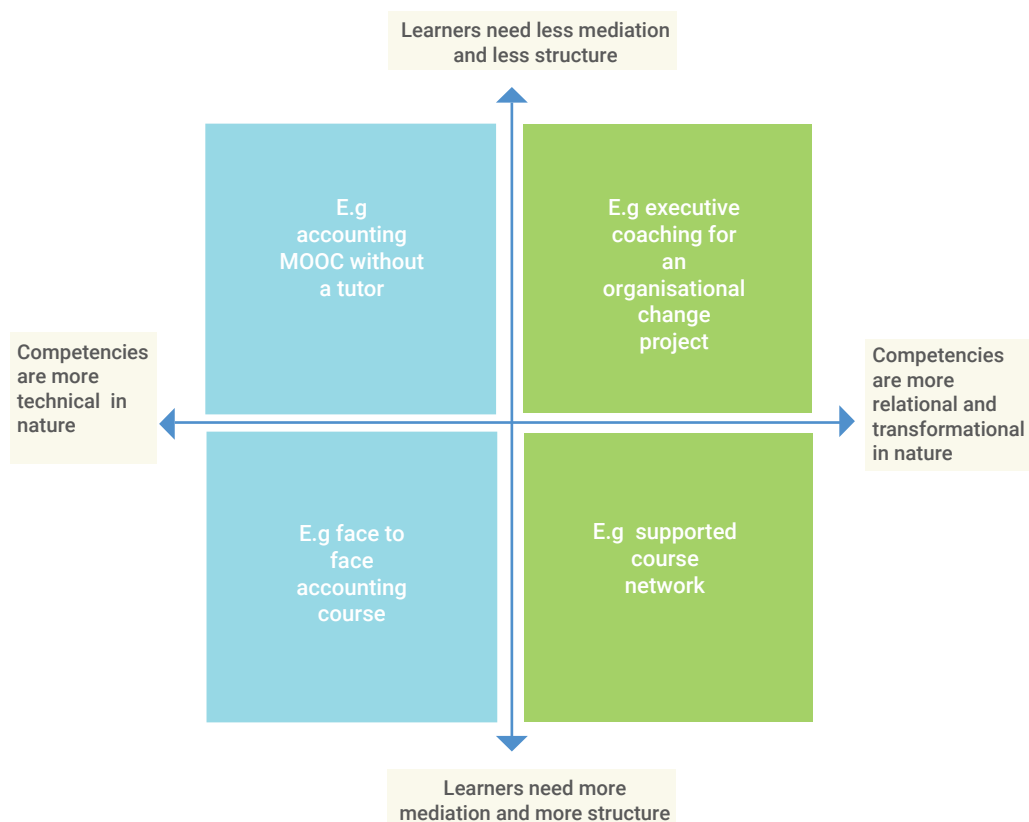 Learners need less mediation
and less structure
E.g
accounting
MOOC without
a tutor
E.g executive
coaching for
an
organisational
change
project
Competencies
are more
technical in
nature
Competencies
are more
relational and
transformational
in nature
E.g face to
face
accounting
course
E.g supported
course
network
Learners need more
mediation and more structure